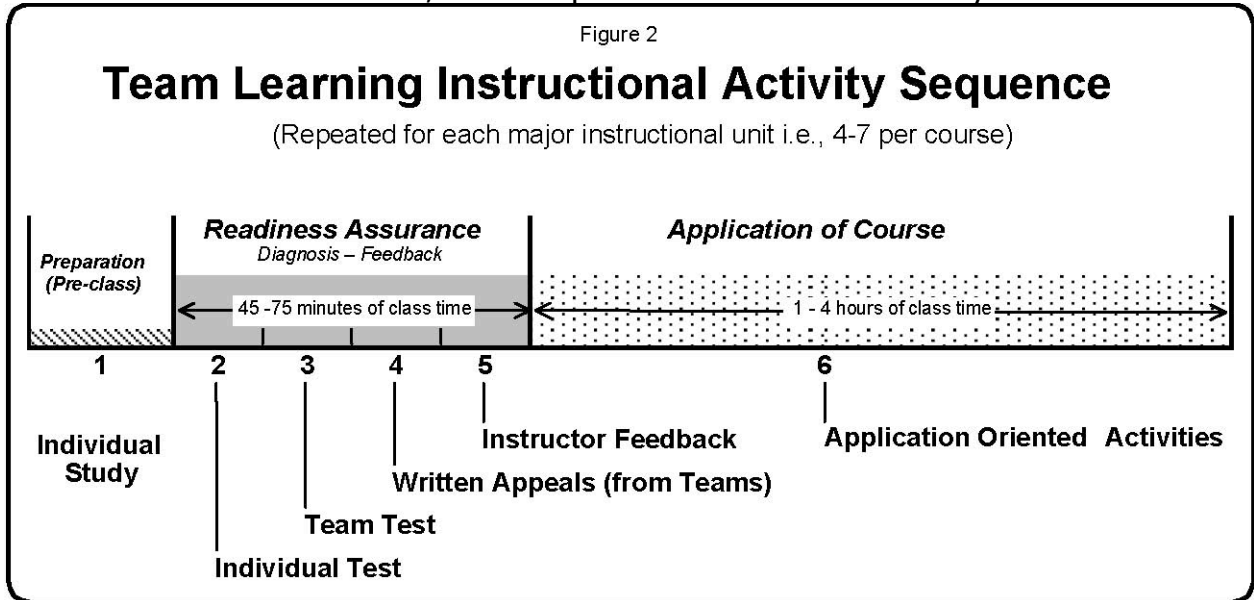 Figure 2
Team Learning Instructional Activity Sequence
(Repeated for each major instructional unit i.e., 4-7 per course)
Preparation
(Pre-class)
Readiness Assurance
Diagnosis – Feedback
45 -75 minutes of class time
Application of Course
1 - 4 hours of class time
1
2
3
4
5
6
Individual
Study
Instructor Feedback
Application Oriented Activities
Written Appeals (from Teams)
Team Test
Individual Test